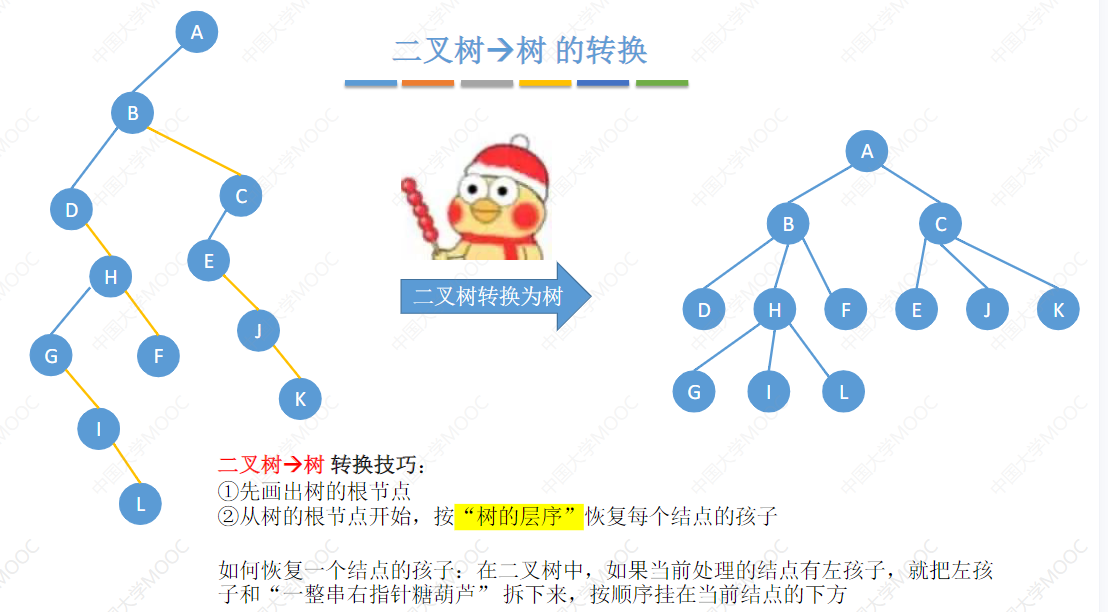 二叉树→树 的转换
A
B
D
C
H
E
G
F
J
I
K
L
二叉树转换为树
A
B
C
D
H
F
E
J
K
G
I
L
二叉树→树 转换技巧：
①先画出树的根节点
②从树的根节点开始，按“树的层序”恢复每个结点的孩子
如何恢复一个结点的孩子：在二叉树中，如果当前处理的结点有左孩子，就把左孩
子和“一整串右指针糖葫芦” 拆下来，按顺序挂在当前结点的下方
中国大学MOOC